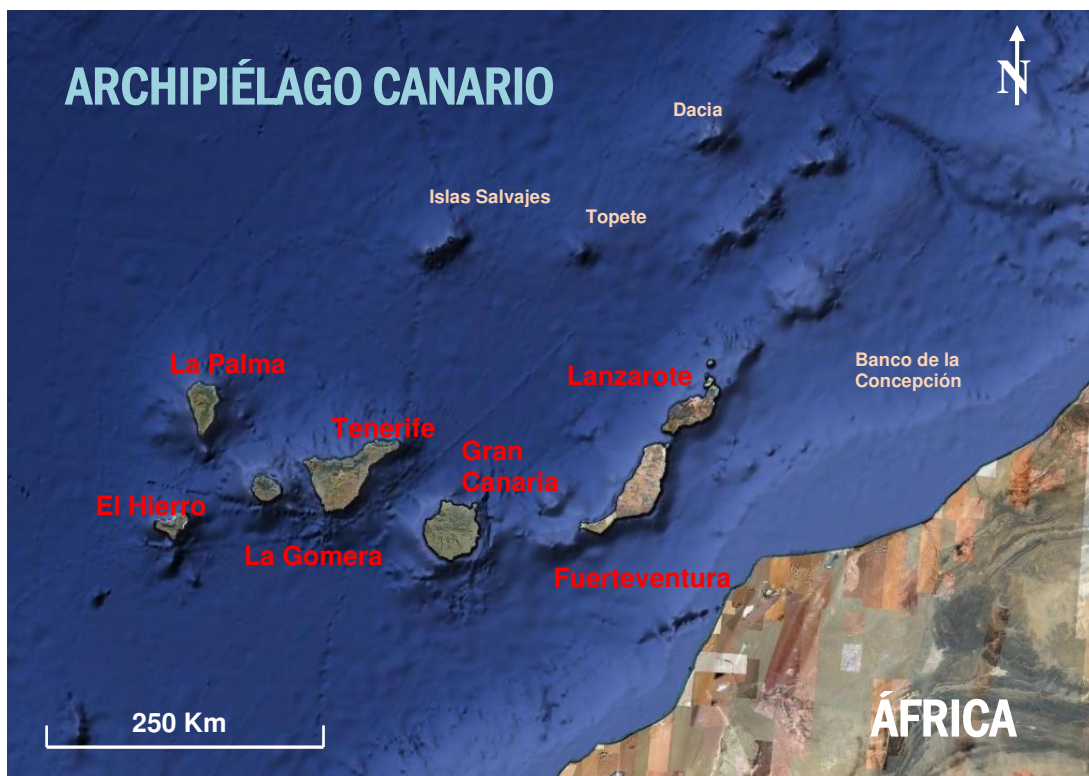 ARCHIPIÉLAGO CANARIO
N
Dacia
Islas Salvajes
Topete
La Palma
Lanzarote
Banco de la
Concepción
Tenerife
Gran
Canaria
El Hierro
La Gomera
Fuerteventura
250 Km
ÁFRICA